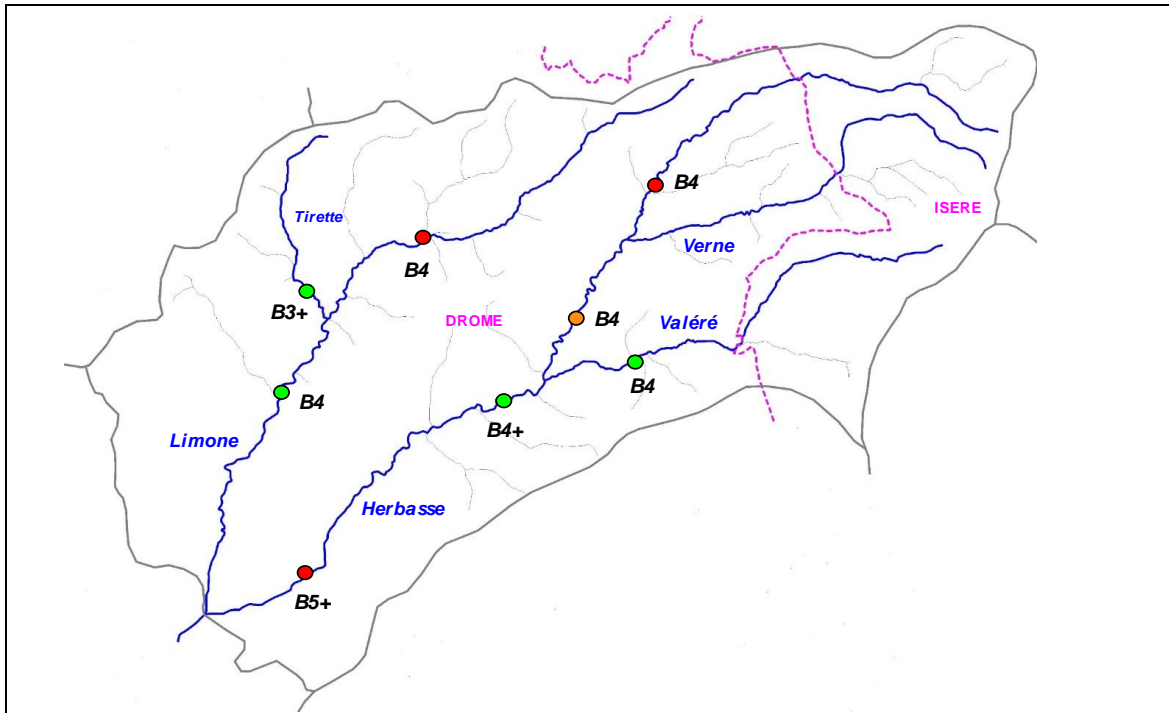 B4
ISERE
Tirette
B4
Verne
B3+
DROME
B4
Valéré
B4
B4
B4+
Limone
Herbasse
B5+